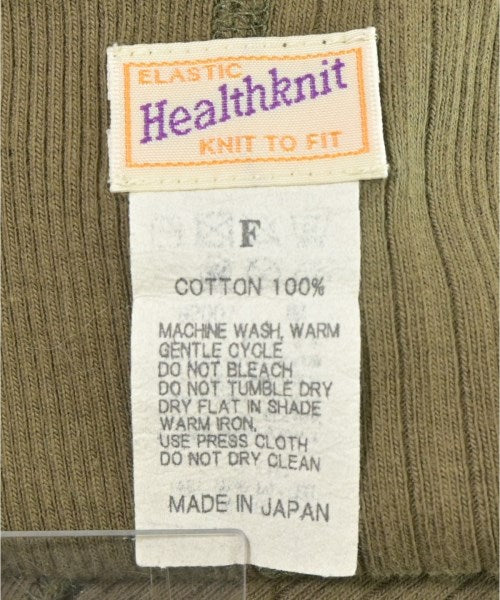 ELASTIC
Healthknit
KNIT TO FIT
F
COTTON 100%
MACHINE WASH, WARM
GENTLE CYCLE
DO NOT BLEACH
DO NOT TUMBLE DRY
DRY FLAT IN SHADE
WARM IRON,
USE PRESS CLOTH
DO NOT DRY CLEAN
MADE IN JAPAN